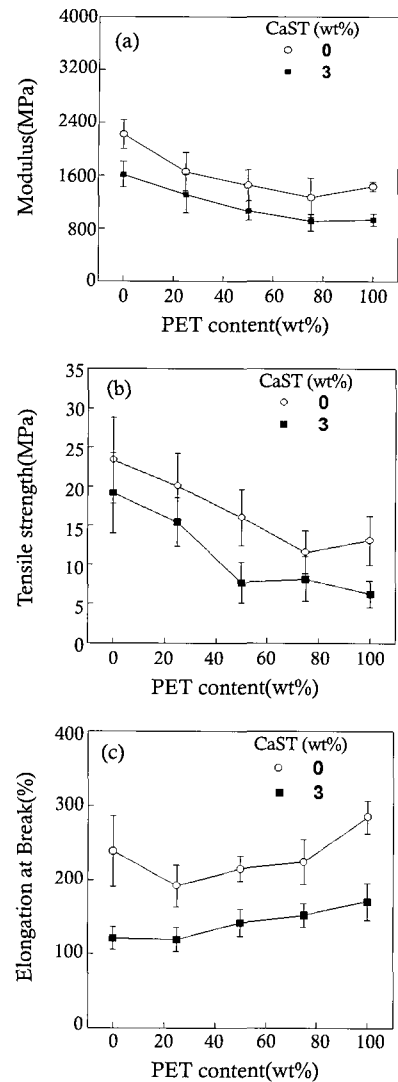 (a)
CaST (wt%)
0
3
4000
3200
2400
1600
800
0
Modulus(MPa)
0 20 40 60 80 100
PET content(wt%)
(b)
CaST (wt%)
0
3
35
30
25
20
15
10
5
0
Tensile strength(MPa)
0 20 40 60 80 100
PET content(wt%)
(c)
CaST (wt%)
0
3
400
300
200
100
0
Elongation at Break(%)
0 20 40 60 80 100
PET content(wt%)